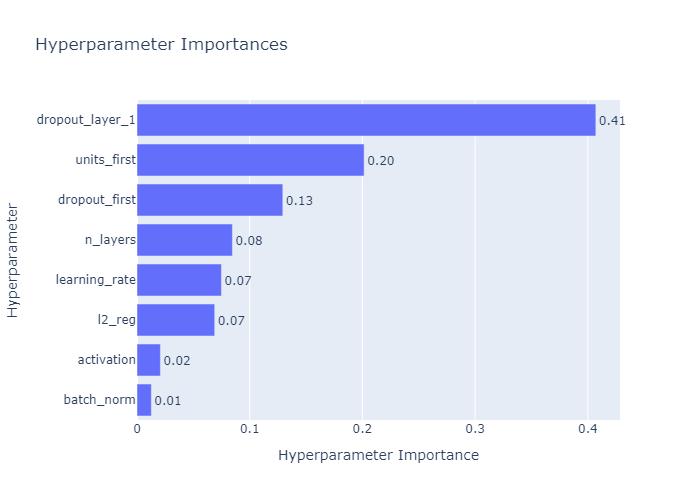 Hyperparameter Importances
Hyperparameter
dropout_layer_1 0.41
units_first 0.20
dropout_first 0.13
n_layers 0.08
learning_rate 0.07
l2_reg 0.07
activation 0.02
batch_norm 0.01
0 0.1 0.2 0.3 0.4
Hyperparameter Importance